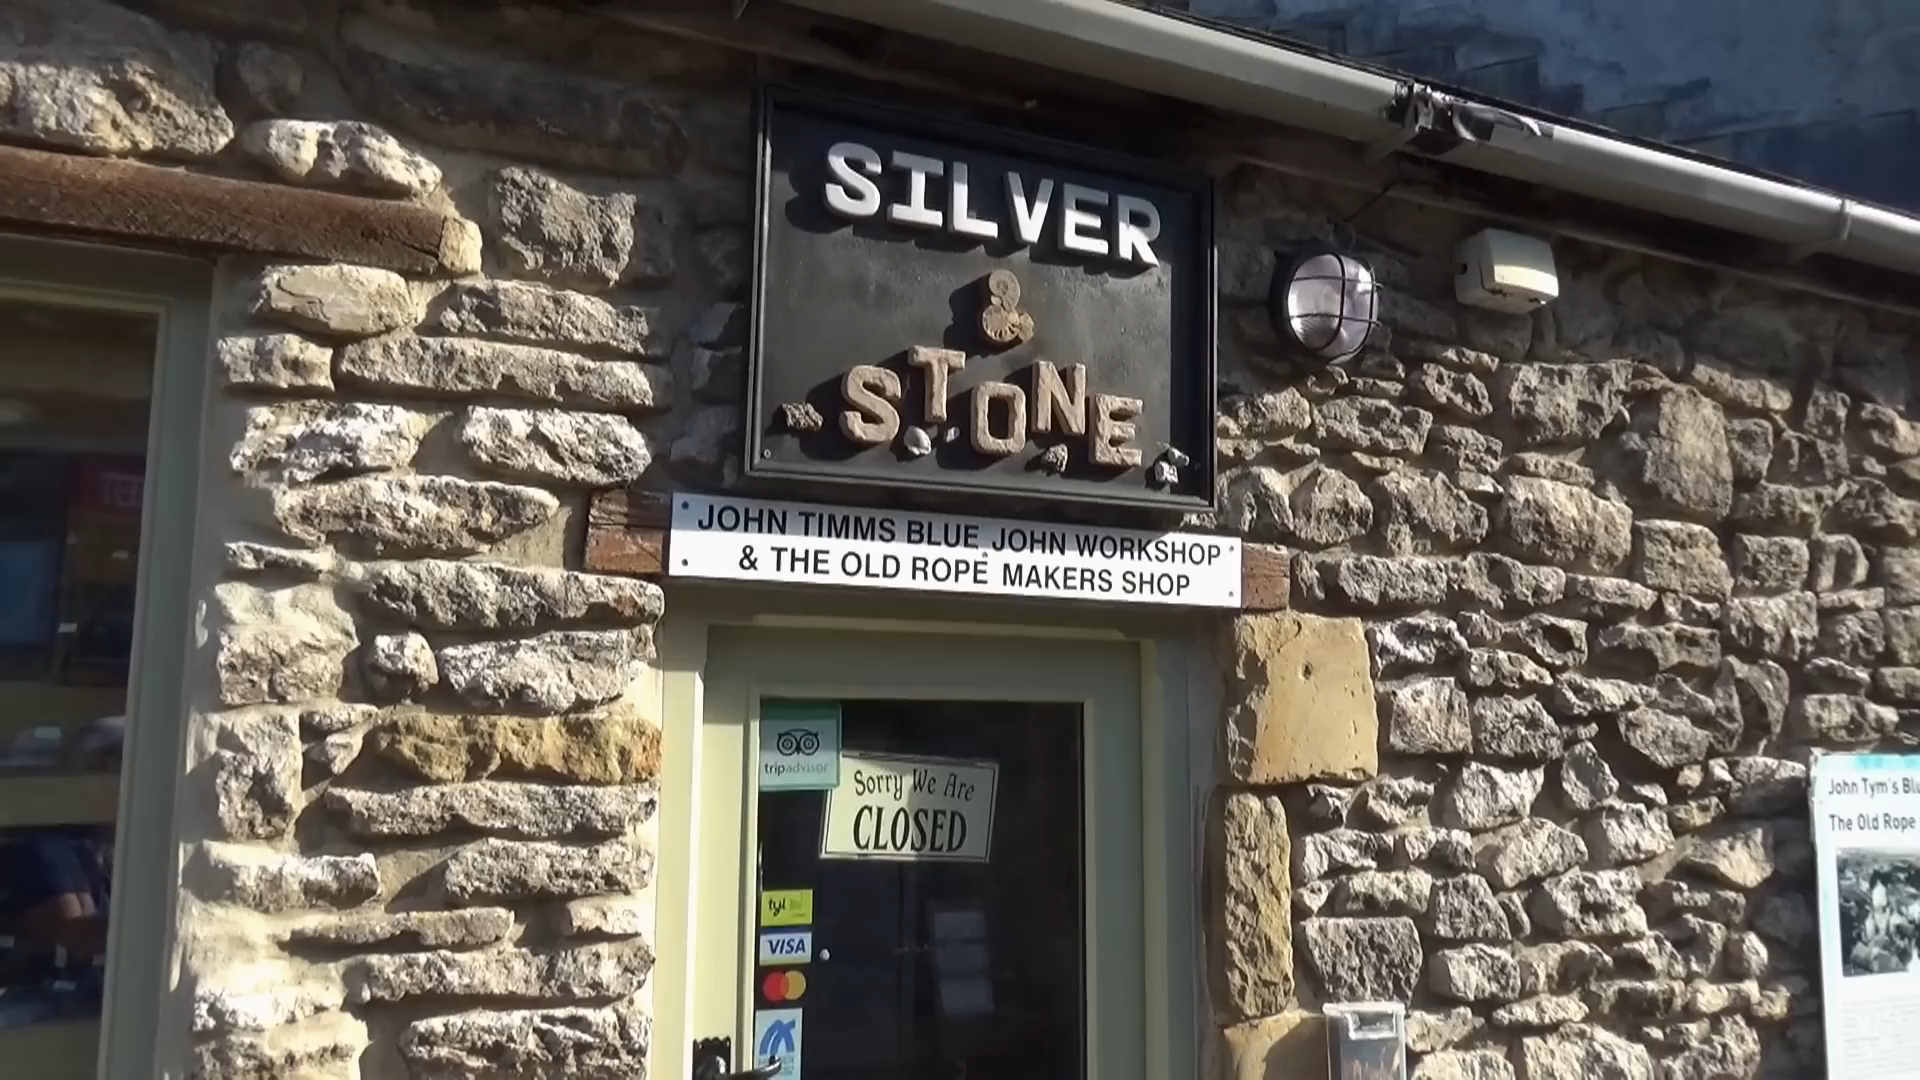 SILVER
&
STONE
JOHN TIMMS BLUE JOHN WORKSHOP
& THE OLD ROPE MAKERS SHOP
tripadvisor
Sorry We Are
CLOSED
tyl
VISA
John Tym's
The Old Rope